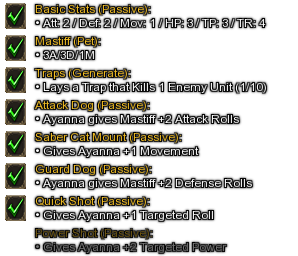 Basic Stats (Passive):
• Att: 2 / Def: 2 / Mov: 1 / HP: 3 / TP: 3 / TR: 4
Mastiff (Pet):
• 3A/3D/1M
Traps (Generate):
• Lays a Trap that Kills 1 Enemy Unit (1/10)
Attack Dog (Passive):
• Ayanna gives Mastiff +2 Attack Rolls
Saber Cat Mount (Passive):
• Gives Ayanna +1 Movement
Guard Dog (Passive):
• Ayanna gives Mastiff +2 Defense Rolls
Quick Shot (Passive):
• Gives Ayanna +1 Targeted Roll
Power Shot (Passive):
• Gives Ayanna +2 Targeted Power